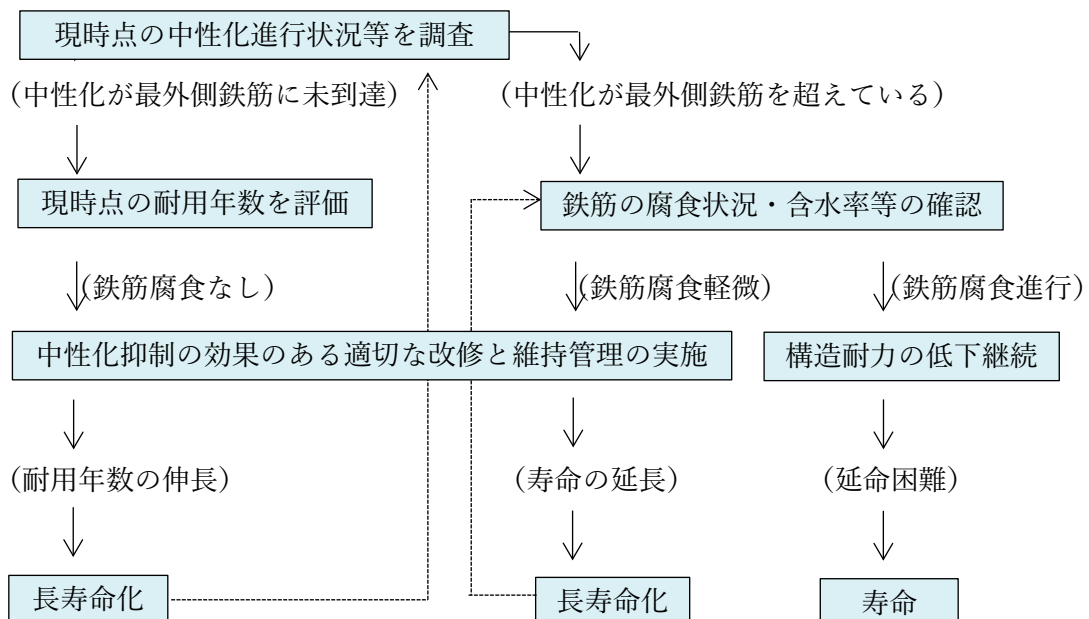 現時点の中性化進行状況等を調査
(中性化が最外側鉄筋に未到達)
(中性化が最外側鉄筋を超えている)
現時点の耐用年数を評価
鉄筋の腐食状況・含水率等の確認
(鉄筋腐食なし)
(鉄筋腐食軽微)
(鉄筋腐食進行)
中性化抑制の効果のある適切な改修と維持管理の実施
構造耐力の低下継続
(耐用年数の伸長)
(寿命の延長)
(延命困難)
長寿命化
長寿命化
寿命